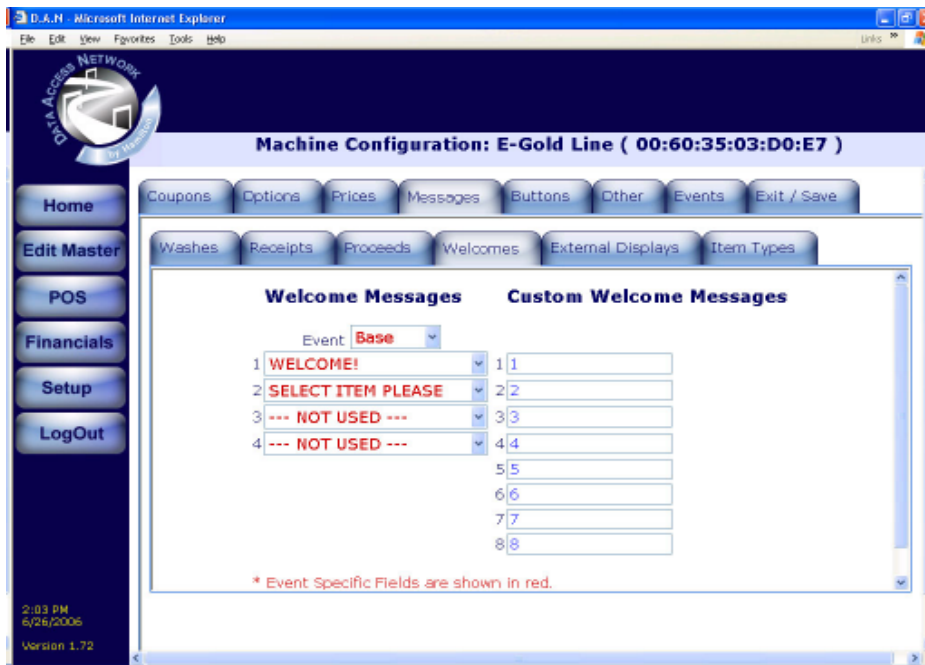 D.A.N - Microsoft Internet Explorer
File Edit View Favorites Tools Help
Links »
DATA ACCESS NETWORK
by Hamilton
Machine Configuration: E-Gold Line ( 00:60:35:03:D0:E7 )
Home
Edit Master
POS
Financials
Setup
LogOut
Coupons Options Prices Messages Buttons Other Events Exit / Save
Washes Receipts Proceeds Welcomes External Displays Item Types
Welcome Messages Custom Welcome Messages
Event Base
1 WELCOME! 1 1
2 SELECT ITEM PLEASE 2 2
3 --- NOT USED --- 3 3
4 --- NOT USED --- 4 4
5 5
6 6
7 7
8 8
* Event Specific Fields are shown in red.
2:03 PM
6/26/2006
Version 1.72